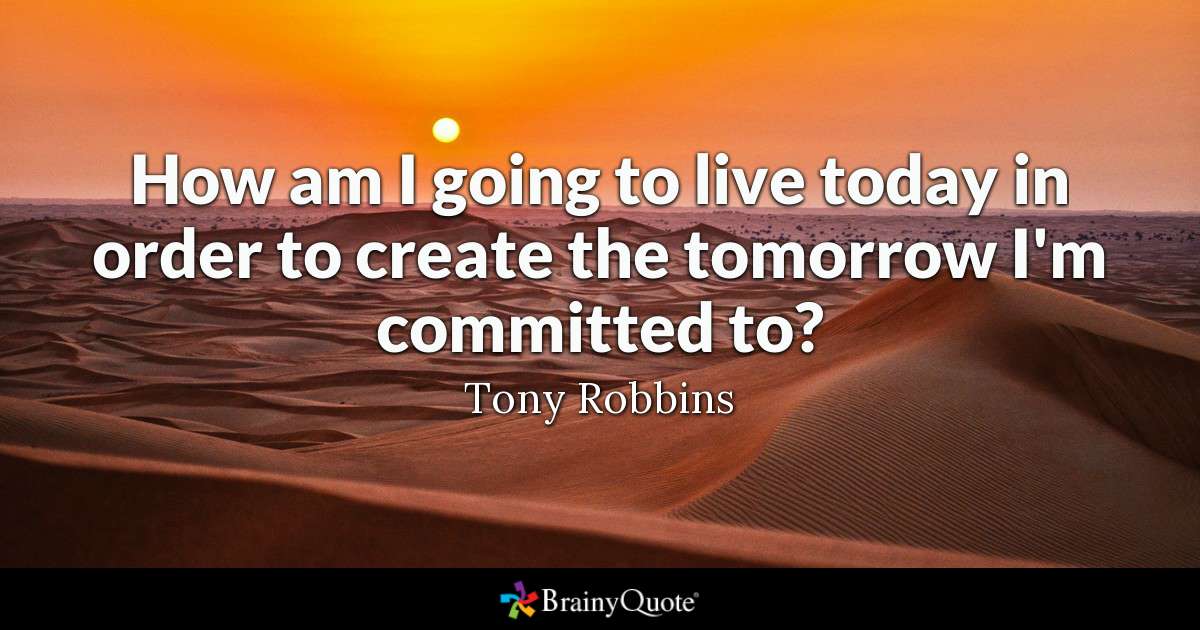 How am I going to live today in
order to create the tomorrow I'm
committed to?
Tony Robbins
BrainyQuote®